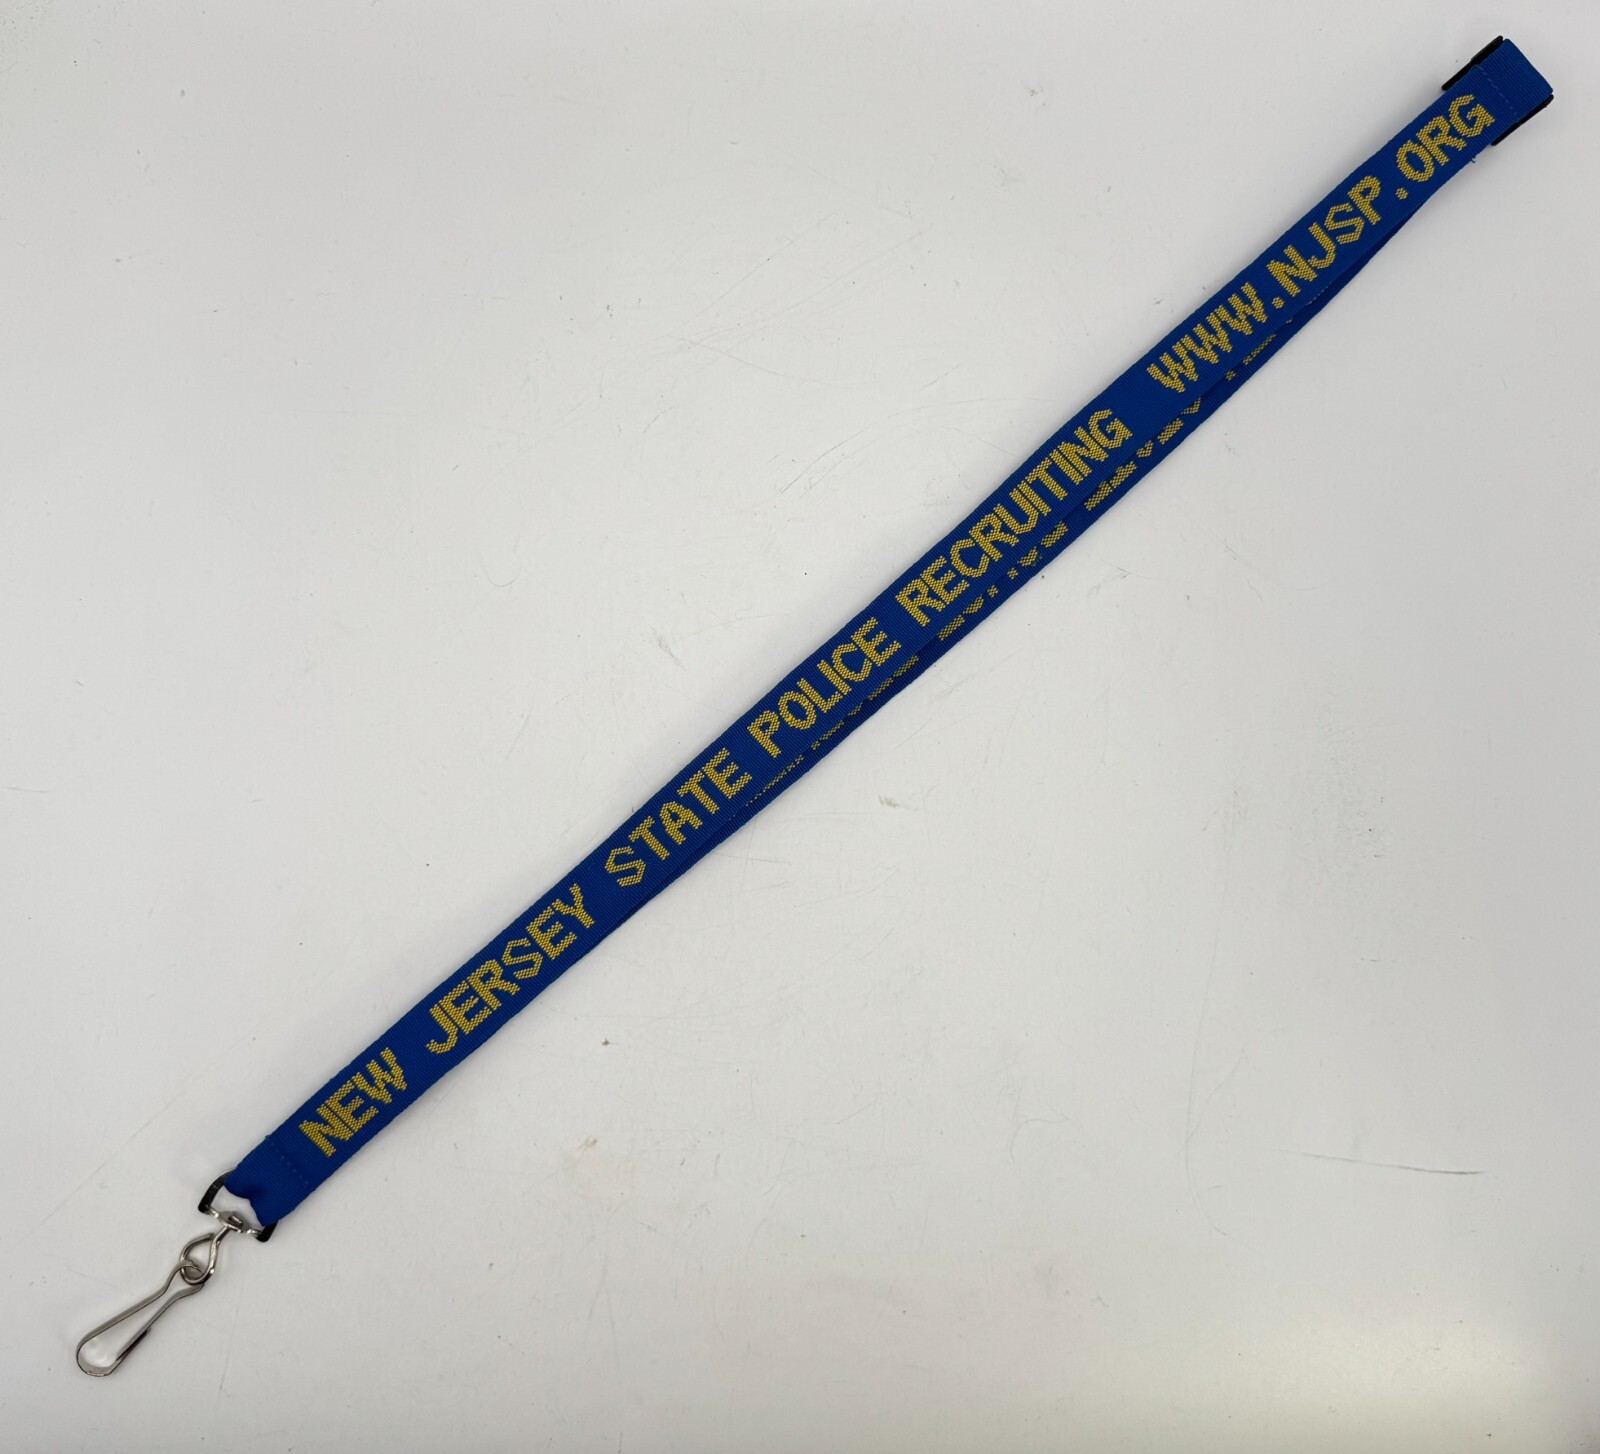 NEW JERSEY STATE POLICE RECRUITING WWW.NJSP.ORG